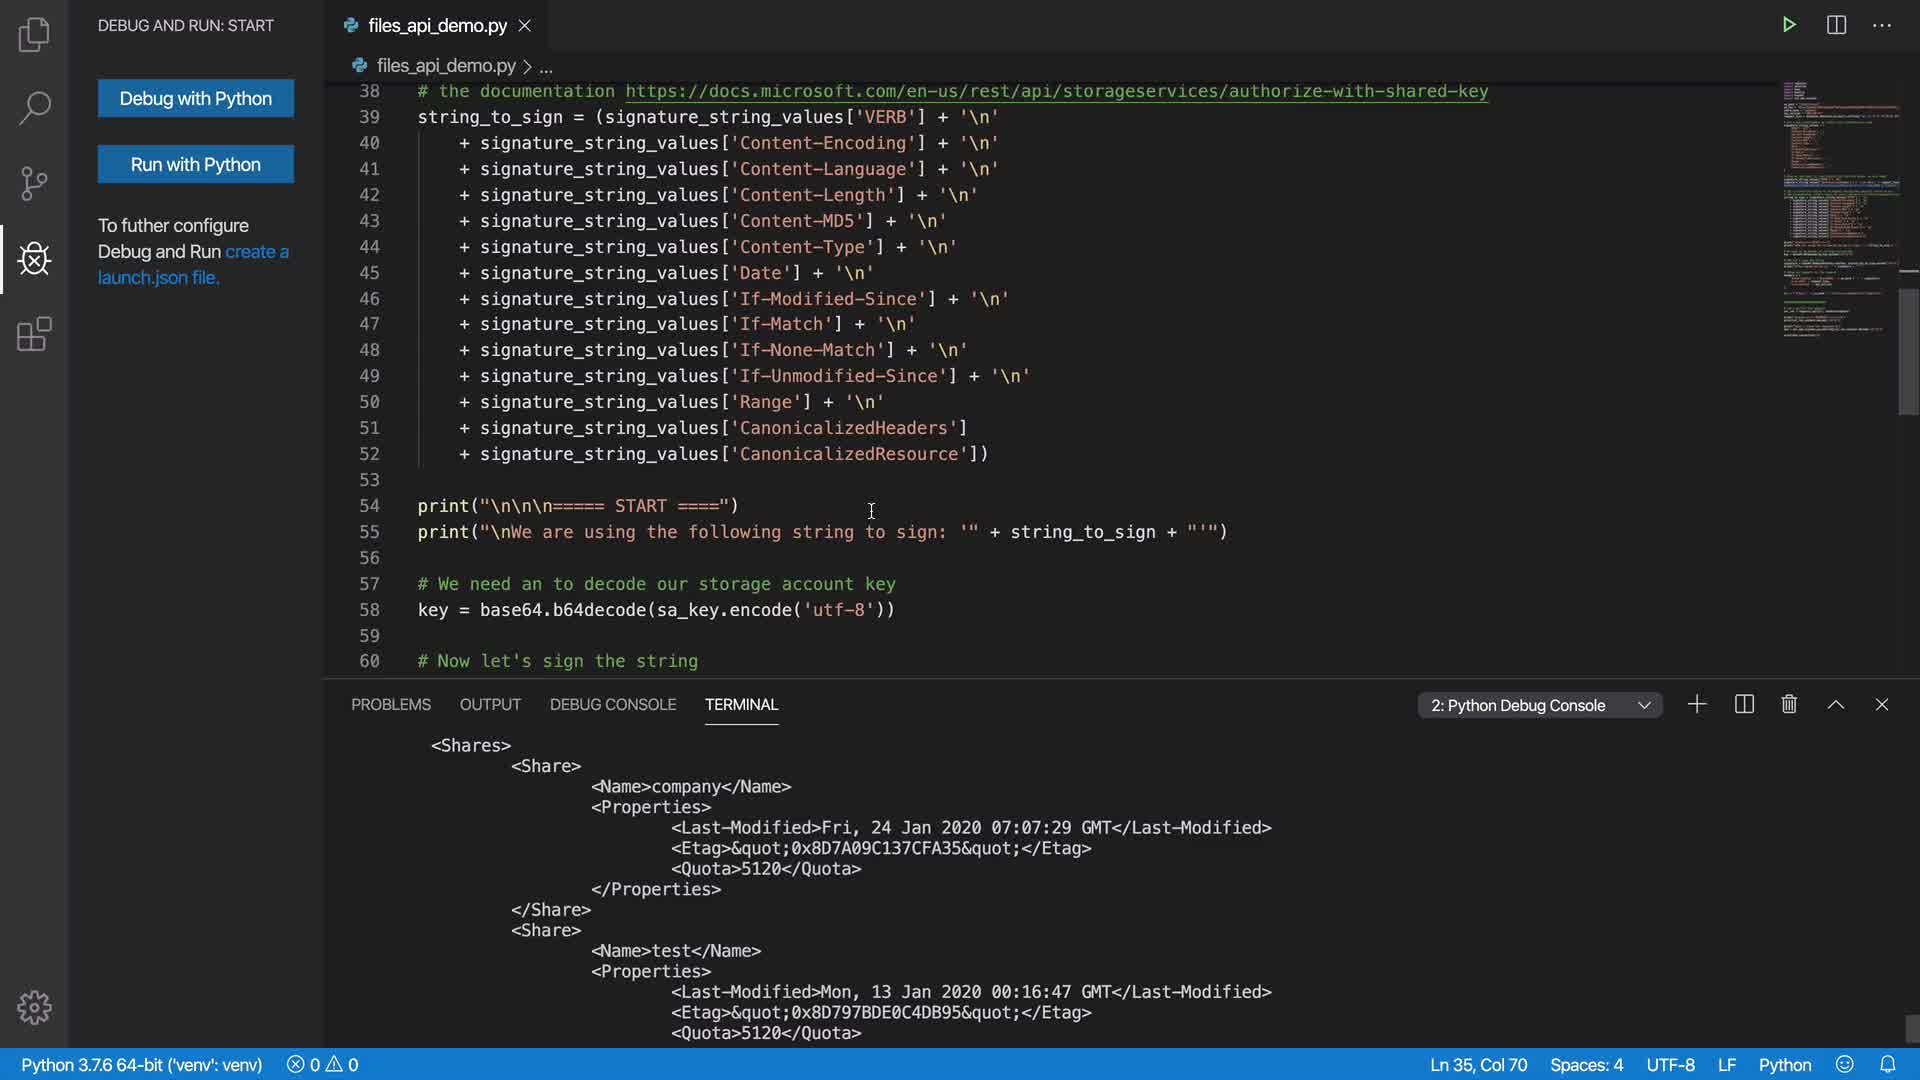 DEBUG AND RUN: START
Debug with Python
Run with Python
To futher configure
Debug and Run create a
launch.json file.
files_api_demo.py
files_api_demo.py > ...
38 # the documentation https://docs.microsoft.com/en-us/rest/api/storageservices/authorize-with-shared-key
39 string_to_sign = (signature_string_values['VERB'] + '\n'
40 + signature_string_values['Content-Encoding'] + '\n'
41 + signature_string_values['Content-Language'] + '\n'
42 + signature_string_values['Content-Length'] + '\n'
43 + signature_string_values['Content-MD5'] + '\n'
44 + signature_string_values['Content-Type'] + '\n'
45 + signature_string_values['Date'] + '\n'
46 + signature_string_values['If-Modified-Since'] + '\n'
47 + signature_string_values['If-Match'] + '\n'
48 + signature_string_values['If-None-Match'] + '\n'
49 + signature_string_values['If-Unmodified-Since'] + '\n'
50 + signature_string_values['Range'] + '\n'
51 + signature_string_values['CanonicalizedHeaders']
52 + signature_string_values['CanonicalizedResource'])
53
54 print("\n\n\n===== START ====")
55 print("\nWe are using the following string to sign: '" + string_to_sign + "'")
56
57 # We need an to decode our storage account key
58 key = base64.b64decode(sa_key.encode('utf-8'))
59
60 # Now let's sign the string
PROBLEMS OUTPUT DEBUG CONSOLE TERMINAL 2: Python Debug Console
<Shares>
<Share>
<Name>company</Name>
<Properties>
<Last-Modified>Fri, 24 Jan 2020 07:07:29 GMT</Last-Modified>
<Etag>&quot;0x8D7A09C137CFA35&quot;</Etag>
<Quota>5120</Quota>
</Properties>
</Share>
<Share>
<Name>test</Name>
<Properties>
<Last-Modified>Mon, 13 Jan 2020 00:16:47 GMT</Last-Modified>
<Etag>&quot;0x8D797BDE0C4DB95&quot;</Etag>
<Quota>5120</Quota>
Python 3.7.6 64-bit ('venv': venv) 0 0 Ln 35, Col 70 Spaces: 4 UTF-8 LF Python